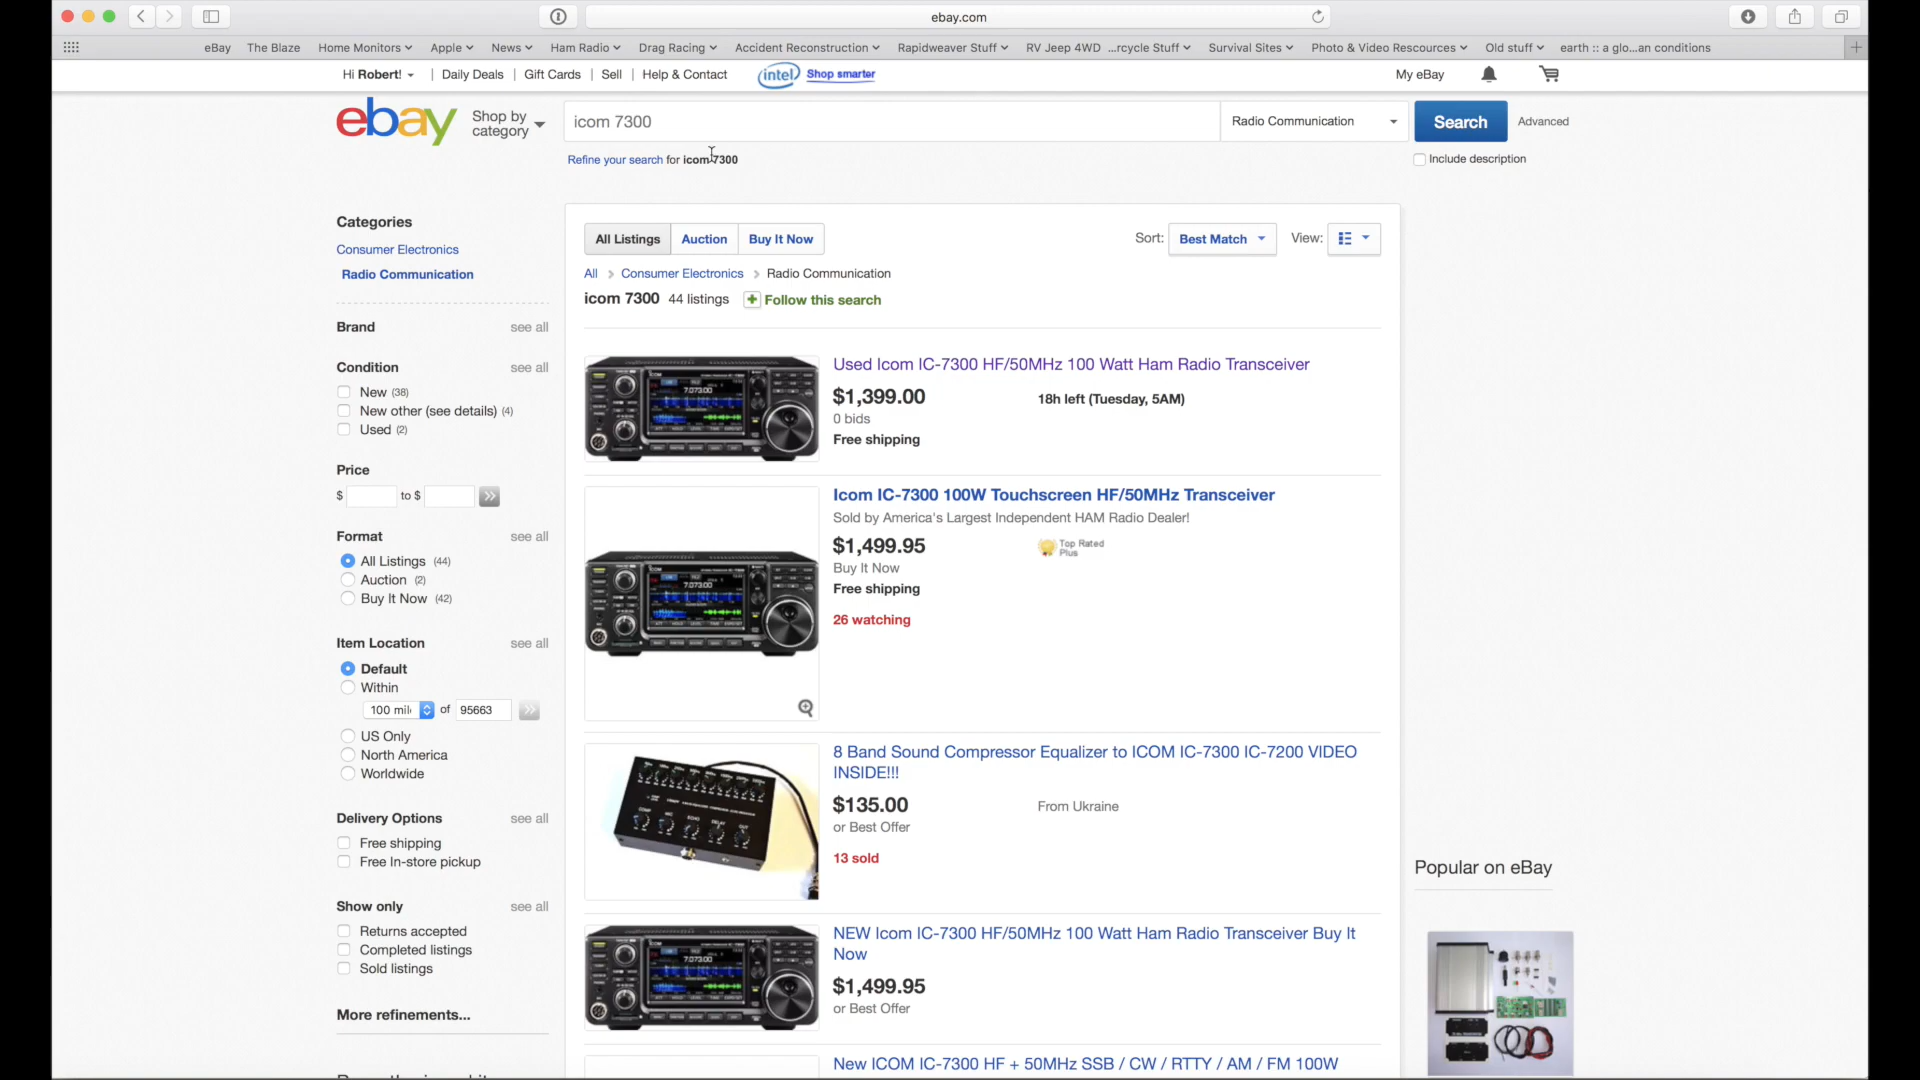 ebay.com
eBay The Blaze Home Monitors Apple News Ham Radio Drag Racing Accident Reconstruction Rapidweaver Stuff RV Jeep 4WD ...rcycle Stuff Survival Sites Photo & Video Rescources Old stuff earth :: a glo...an conditions
Hi Robert! | Daily Deals | Gift Cards | Sell | Help & Contact intel Shop smarter My eBay
ebay Shop by category icom 7300 Radio Communication Search Advanced
Refine your search for icom 7300 Include description
Categories
Consumer Electronics
Radio Communication
Brand see all
Condition see all
New (38)
New other (see details) (4)
Used (2)
Price
$ to $
Format see all
All Listings (44)
Auction (2)
Buy It Now (42)
Item Location see all
Default
Within
100 mil of 95663
US Only
North America
Worldwide
Delivery Options see all
Free shipping
Free In-store pickup
Show only see all
Returns accepted
Completed listings
Sold listings
More refinements...
All Listings Auction Buy It Now Sort: Best Match View:
All > Consumer Electronics > Radio Communication
icom 7300 44 listings + Follow this search
Used Icom IC-7300 HF/50MHz 100 Watt Ham Radio Transceiver
$1,399.00 18h left (Tuesday, 5AM)
0 bids
Free shipping
Icom IC-7300 100W Touchscreen HF/50MHz Transceiver
Sold by America's Largest Independent HAM Radio Dealer!
$1,499.95 Top Rated Plus
Buy It Now
Free shipping
26 watching
8 Band Sound Compressor Equalizer to ICOM IC-7300 IC-7200 VIDEO
INSIDE!!!
$135.00 From Ukraine
or Best Offer
13 sold
NEW Icom IC-7300 HF/50MHz 100 Watt Ham Radio Transceiver Buy It
Now
$1,499.95
or Best Offer
New ICOM IC-7300 HF + 50MHz SSB / CW / RTTY / AM / FM 100W
Popular on eBay